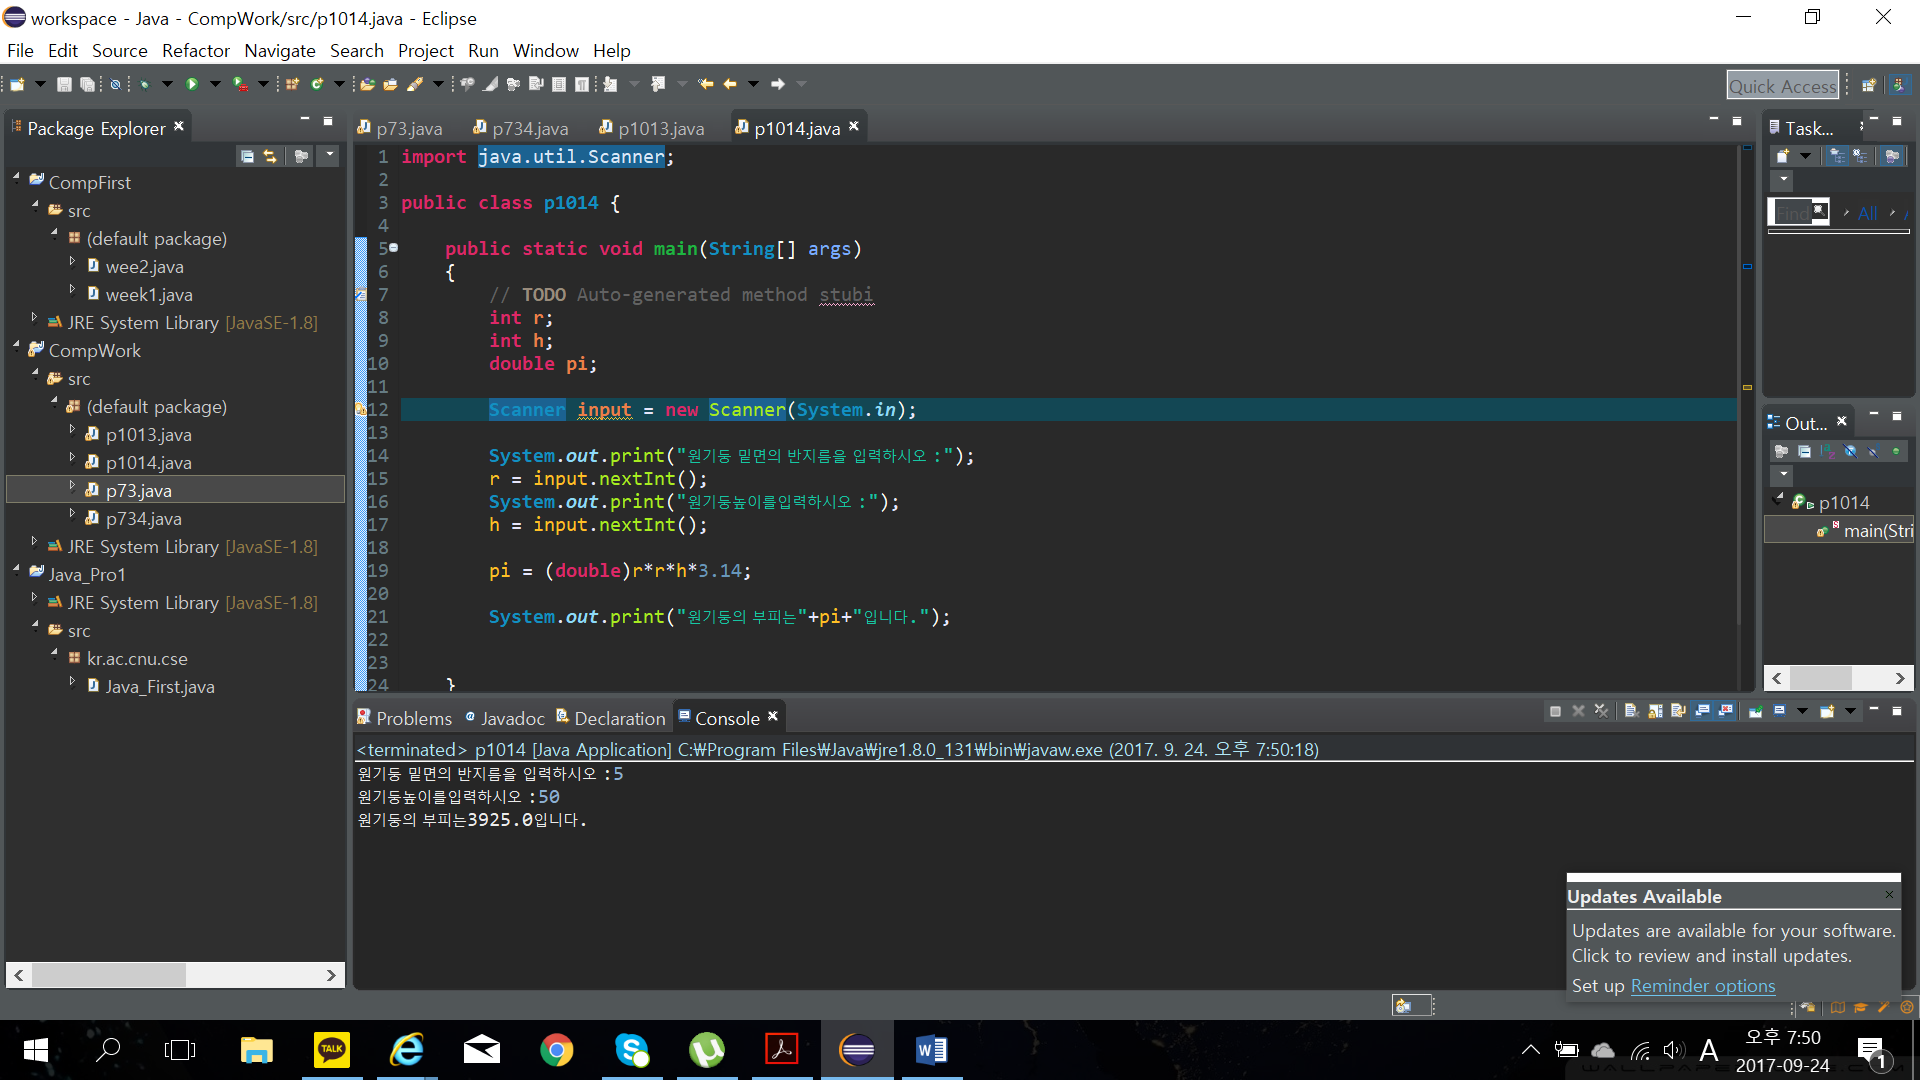 workspace - Java - CompWork/src/p1014.java - Eclipse
File Edit Source Refactor Navigate Search Project Run Window Help
Quick Access
Package Explorer
CompFirst
src
(default package)
wee2.java
week1.java
JRE System Library [JavaSE-1.8]
CompWork
src
(default package)
p1013.java
p1014.java
p73.java
p734.java
JRE System Library [JavaSE-1.8]
Java_Pro1
JRE System Library [JavaSE-1.8]
src
kr.ac.cnu.cse
Java_First.java
p73.java p734.java p1013.java p1014.java
1 import java.util.Scanner;
2
3 public class p1014 {
4
5 public static void main(String[] args)
6 {
7 // TODO Auto-generated method stubi
8 int r;
9 int h;
10 double pi;
11
12 Scanner input = new Scanner(System.in);
13
14 System.out.print("원기둥 밑면의 반지름을 입력하시오 :");
15 r = input.nextInt();
16 System.out.print("원기둥높이를입력하시오 :");
17 h = input.nextInt();
18
19 pi = (double)r*r*h*3.14;
20
21 System.out.print("원기둥의 부피는"+pi+"입니다.");
22
23
24 }
Task...
Find
All
Out...
p1014
main(Stri
Problems Javadoc Declaration Console
<terminated> p1014 [Java Application] C:₩Program Files₩Java₩jre1.8.0_131₩bin₩javaw.exe (2017. 9. 24. 오후 7:50:18)
원기둥 밑면의 반지름을 입력하시오 :5
원기둥높이를입력하시오 :50
원기둥의 부피는3925.0입니다.
Updates Available
Updates are available for your software.
Click to review and install updates.
Set up Reminder options
TALK
A
오후 7:50
2017-09-24
1